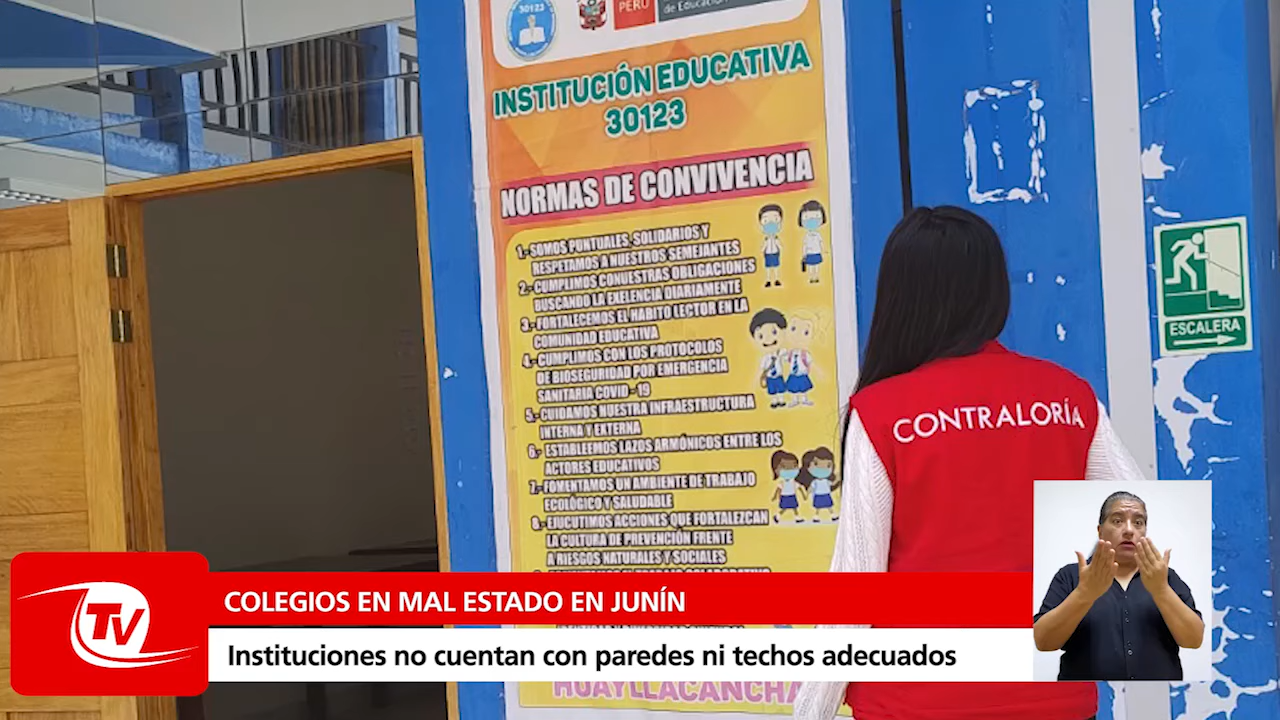 30123
PERÚ
de Educación
INSTITUCIÓN EDUCATIVA
30123
NORMAS DE CONVIVENCIA
1.- SOMOS PUNTUALES, SOLIDARIOS Y
RESPETAMOS A NUESTROS SEMEJANTES
2.- CUMPLIMOS CONUESTRAS OBLIGACIONES
BUSCANDO LA EXELENCIA DIARIAMENTE
3.- FORTALECEMOS EL HABITO LECTOR EN LA
COMUNIDAD EDUCATIVA
4.- CUMPLIMOS CON LOS PROTOCOLOS
DE BIOSEGURIDAD POR EMERGENCIA
SANITARIA COVID - 19
5.- CUIDAMOS NUESTRA INFRAESTRUCTURA
INTERNA Y EXTERNA
6.- ESTABLEEMOS LAZOS ARMÓNICOS ENTRE LOS
ACTORES EDUCATIVOS
7.- FOMENTAMOS UN AMBIENTE DE TRABAJO
ECOLÓGICO Y SALUDABLE
8.- EJUCUTIMOS ACCIONES QUE FORTALEZCAN
LA CULTURA DE PREVENCIÓN FRENTE
A RIESGOS NATURALES Y SOCIALES
HUAYLLACANCHA
CONTRALORÍA
ESCALERA
TV
COLEGIOS EN MAL ESTADO EN JUNÍN
Instituciones no cuentan con paredes ni techos adecuados